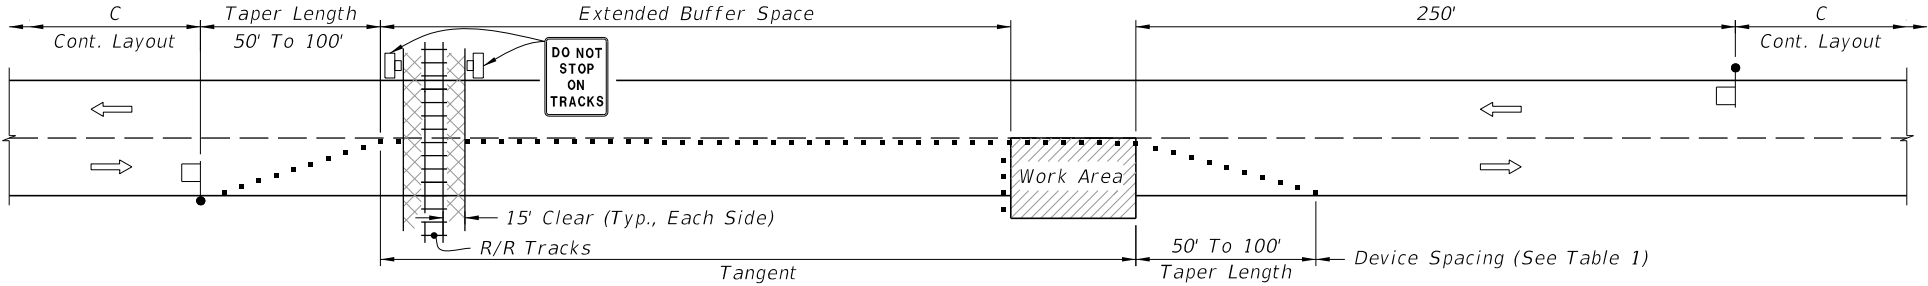 C
Taper Length
Extended Buffer Space
250'
C
Cont. Layout
50' To 100'
Cont. Layout
DO NOT
STOP
ON
TRACKS
Work Area
15' Clear (Typ., Each Side)
R/R Tracks
50' To 100'
Device Spacing (See Table 1)
Tangent
Taper Length